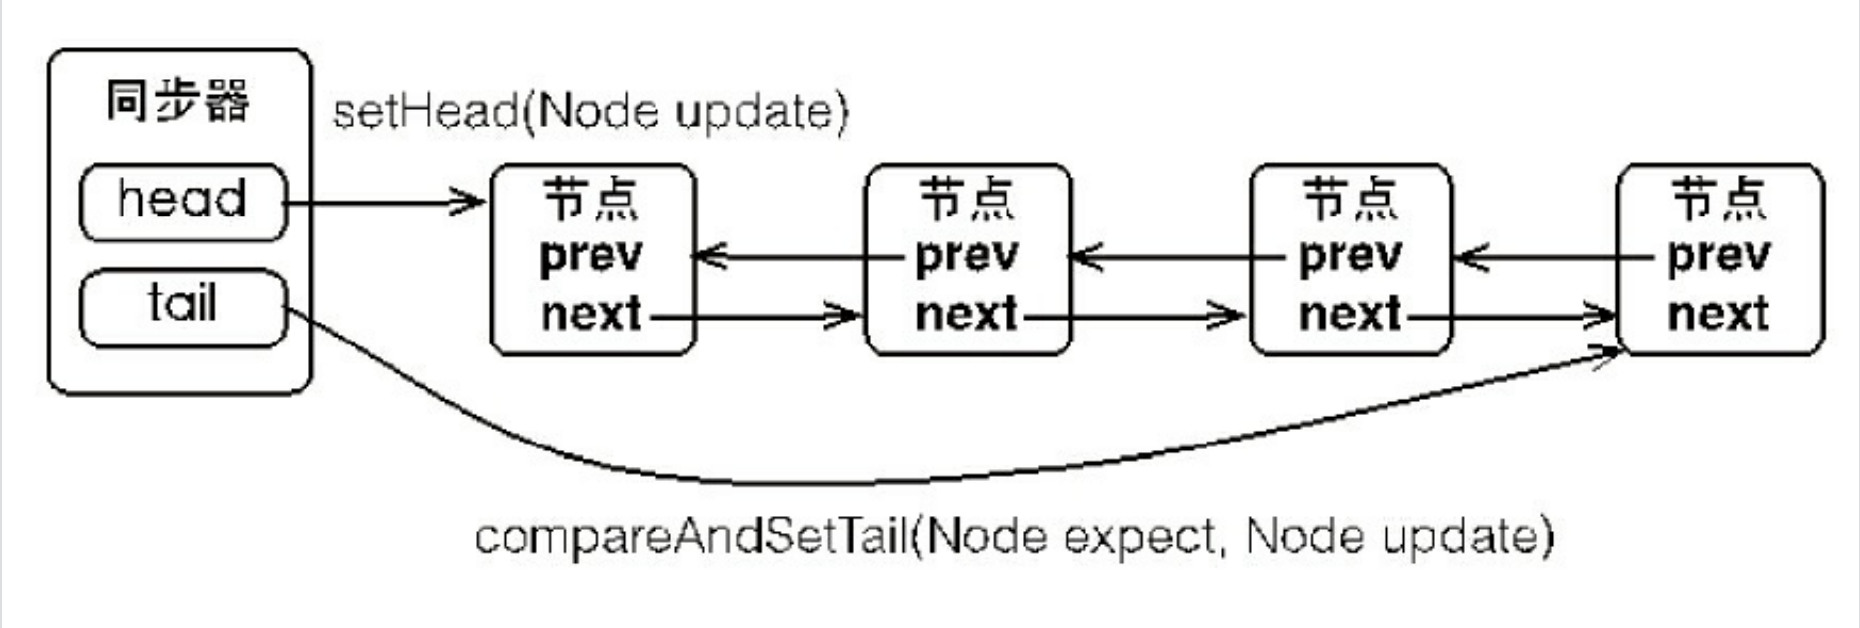 同步器
setHead(Node update)
head
tail
节点
prev
next
节点
prev
next
节点
prev
next
节点
prev
next
compareAndSetTail(Node expect, Node update)